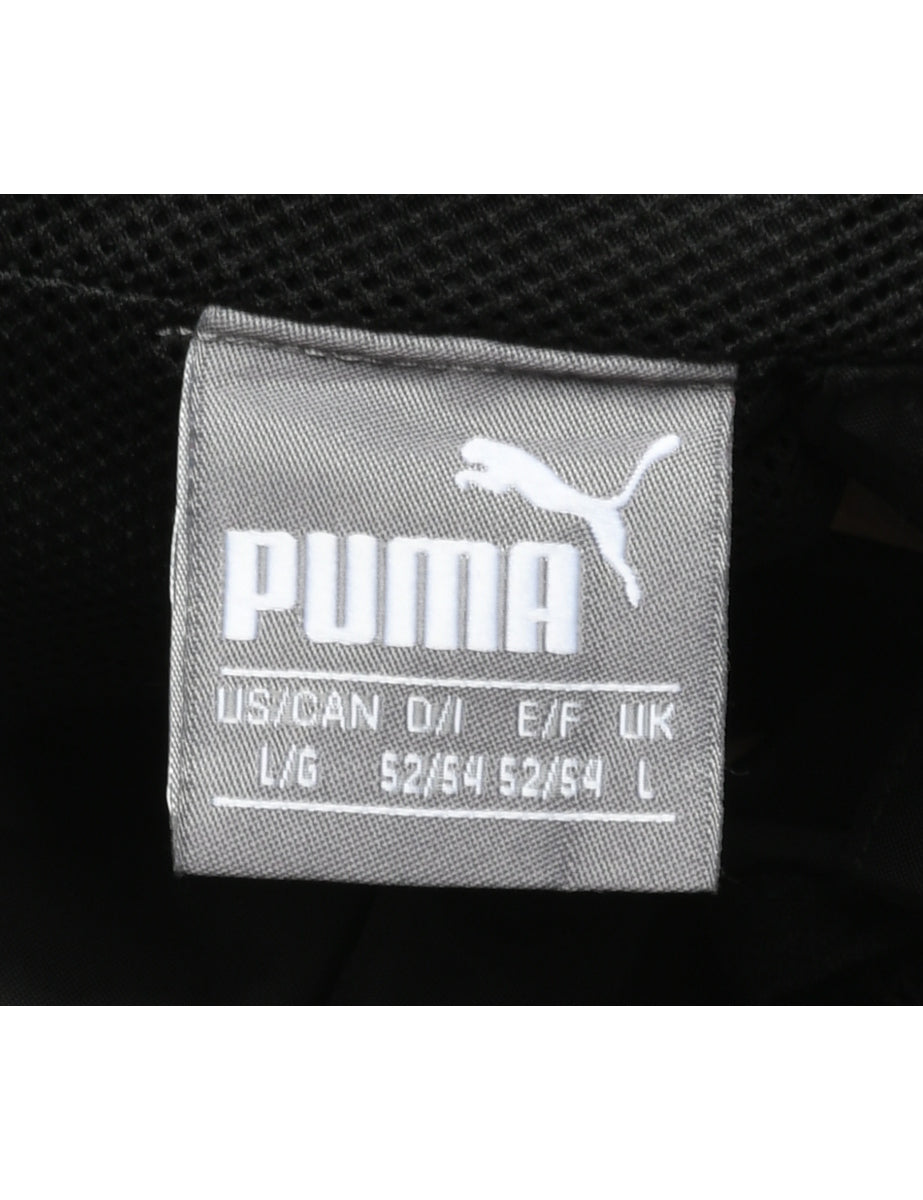 PUMA
US/CAN D/I E/F UK
L/G 52/54 52/54 L